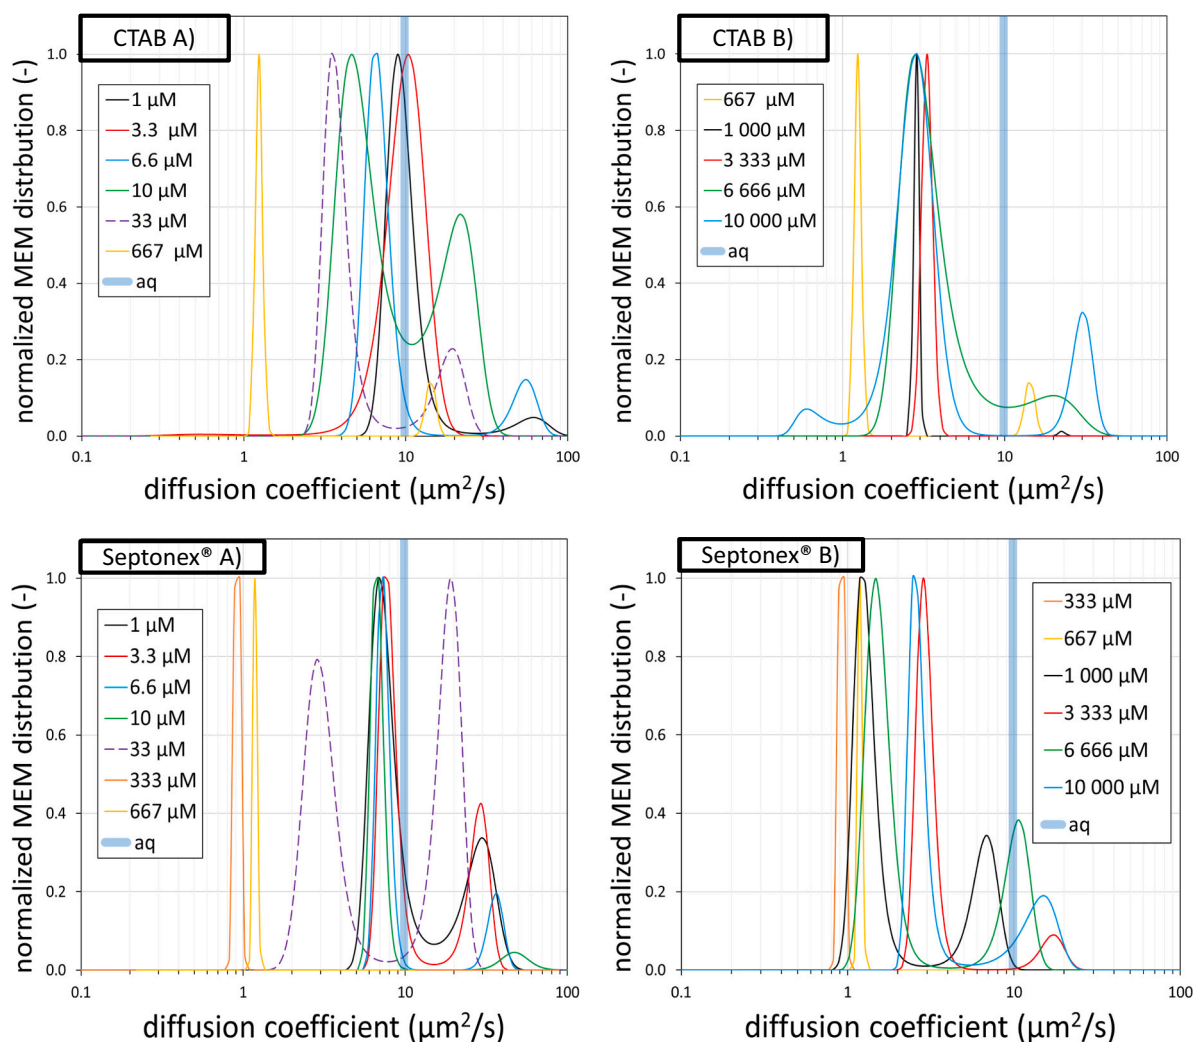 CTAB A)
normalized MEM distrbution (-)
1.0
0.8
0.6
0.4
0.2
0.0
1 µM
3.3 µM
6.6 µM
10 µM
33 µM
667 µM
aq
0.1
1
10
100
diffusion coefficient (µm²/s)
CTAB B)
normalized MEM distrbution (-)
1.0
0.8
0.6
0.4
0.2
0.0
667 µM
1 000 µM
3 333 µM
6 666 µM
10 000 µM
aq
0.1
1
10
100
diffusion coefficient (µm²/s)
Septonex® A)
normalized MEM distrbution (-)
1.0
0.8
0.6
0.4
0.2
0.0
1 µM
3.3 µM
6.6 µM
10 µM
33 µM
333 µM
667 µM
aq
0.1
1
10
100
diffusion coefficient (µm²/s)
Septonex® B)
normalized MEM distrbution (-)
1.0
0.8
0.6
0.4
0.2
0.0
333 µM
667 µM
1 000 µM
3 333 µM
6 666 µM
10 000 µM
aq
0.1
1
10
100
diffusion coefficient (µm²/s)